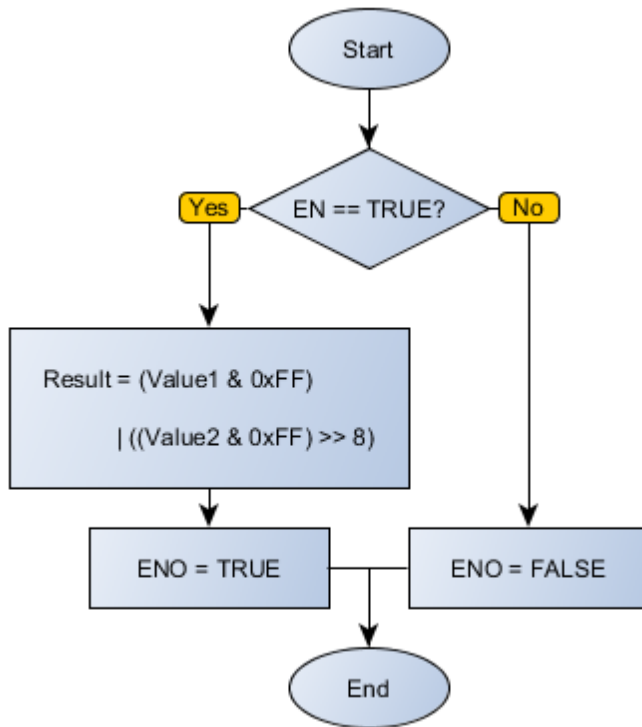 Start
Yes
EN == TRUE?
No
Result = (Value1 & 0xFF)
| ((Value2 & 0xFF) >> 8)
ENO = TRUE
ENO = FALSE
End